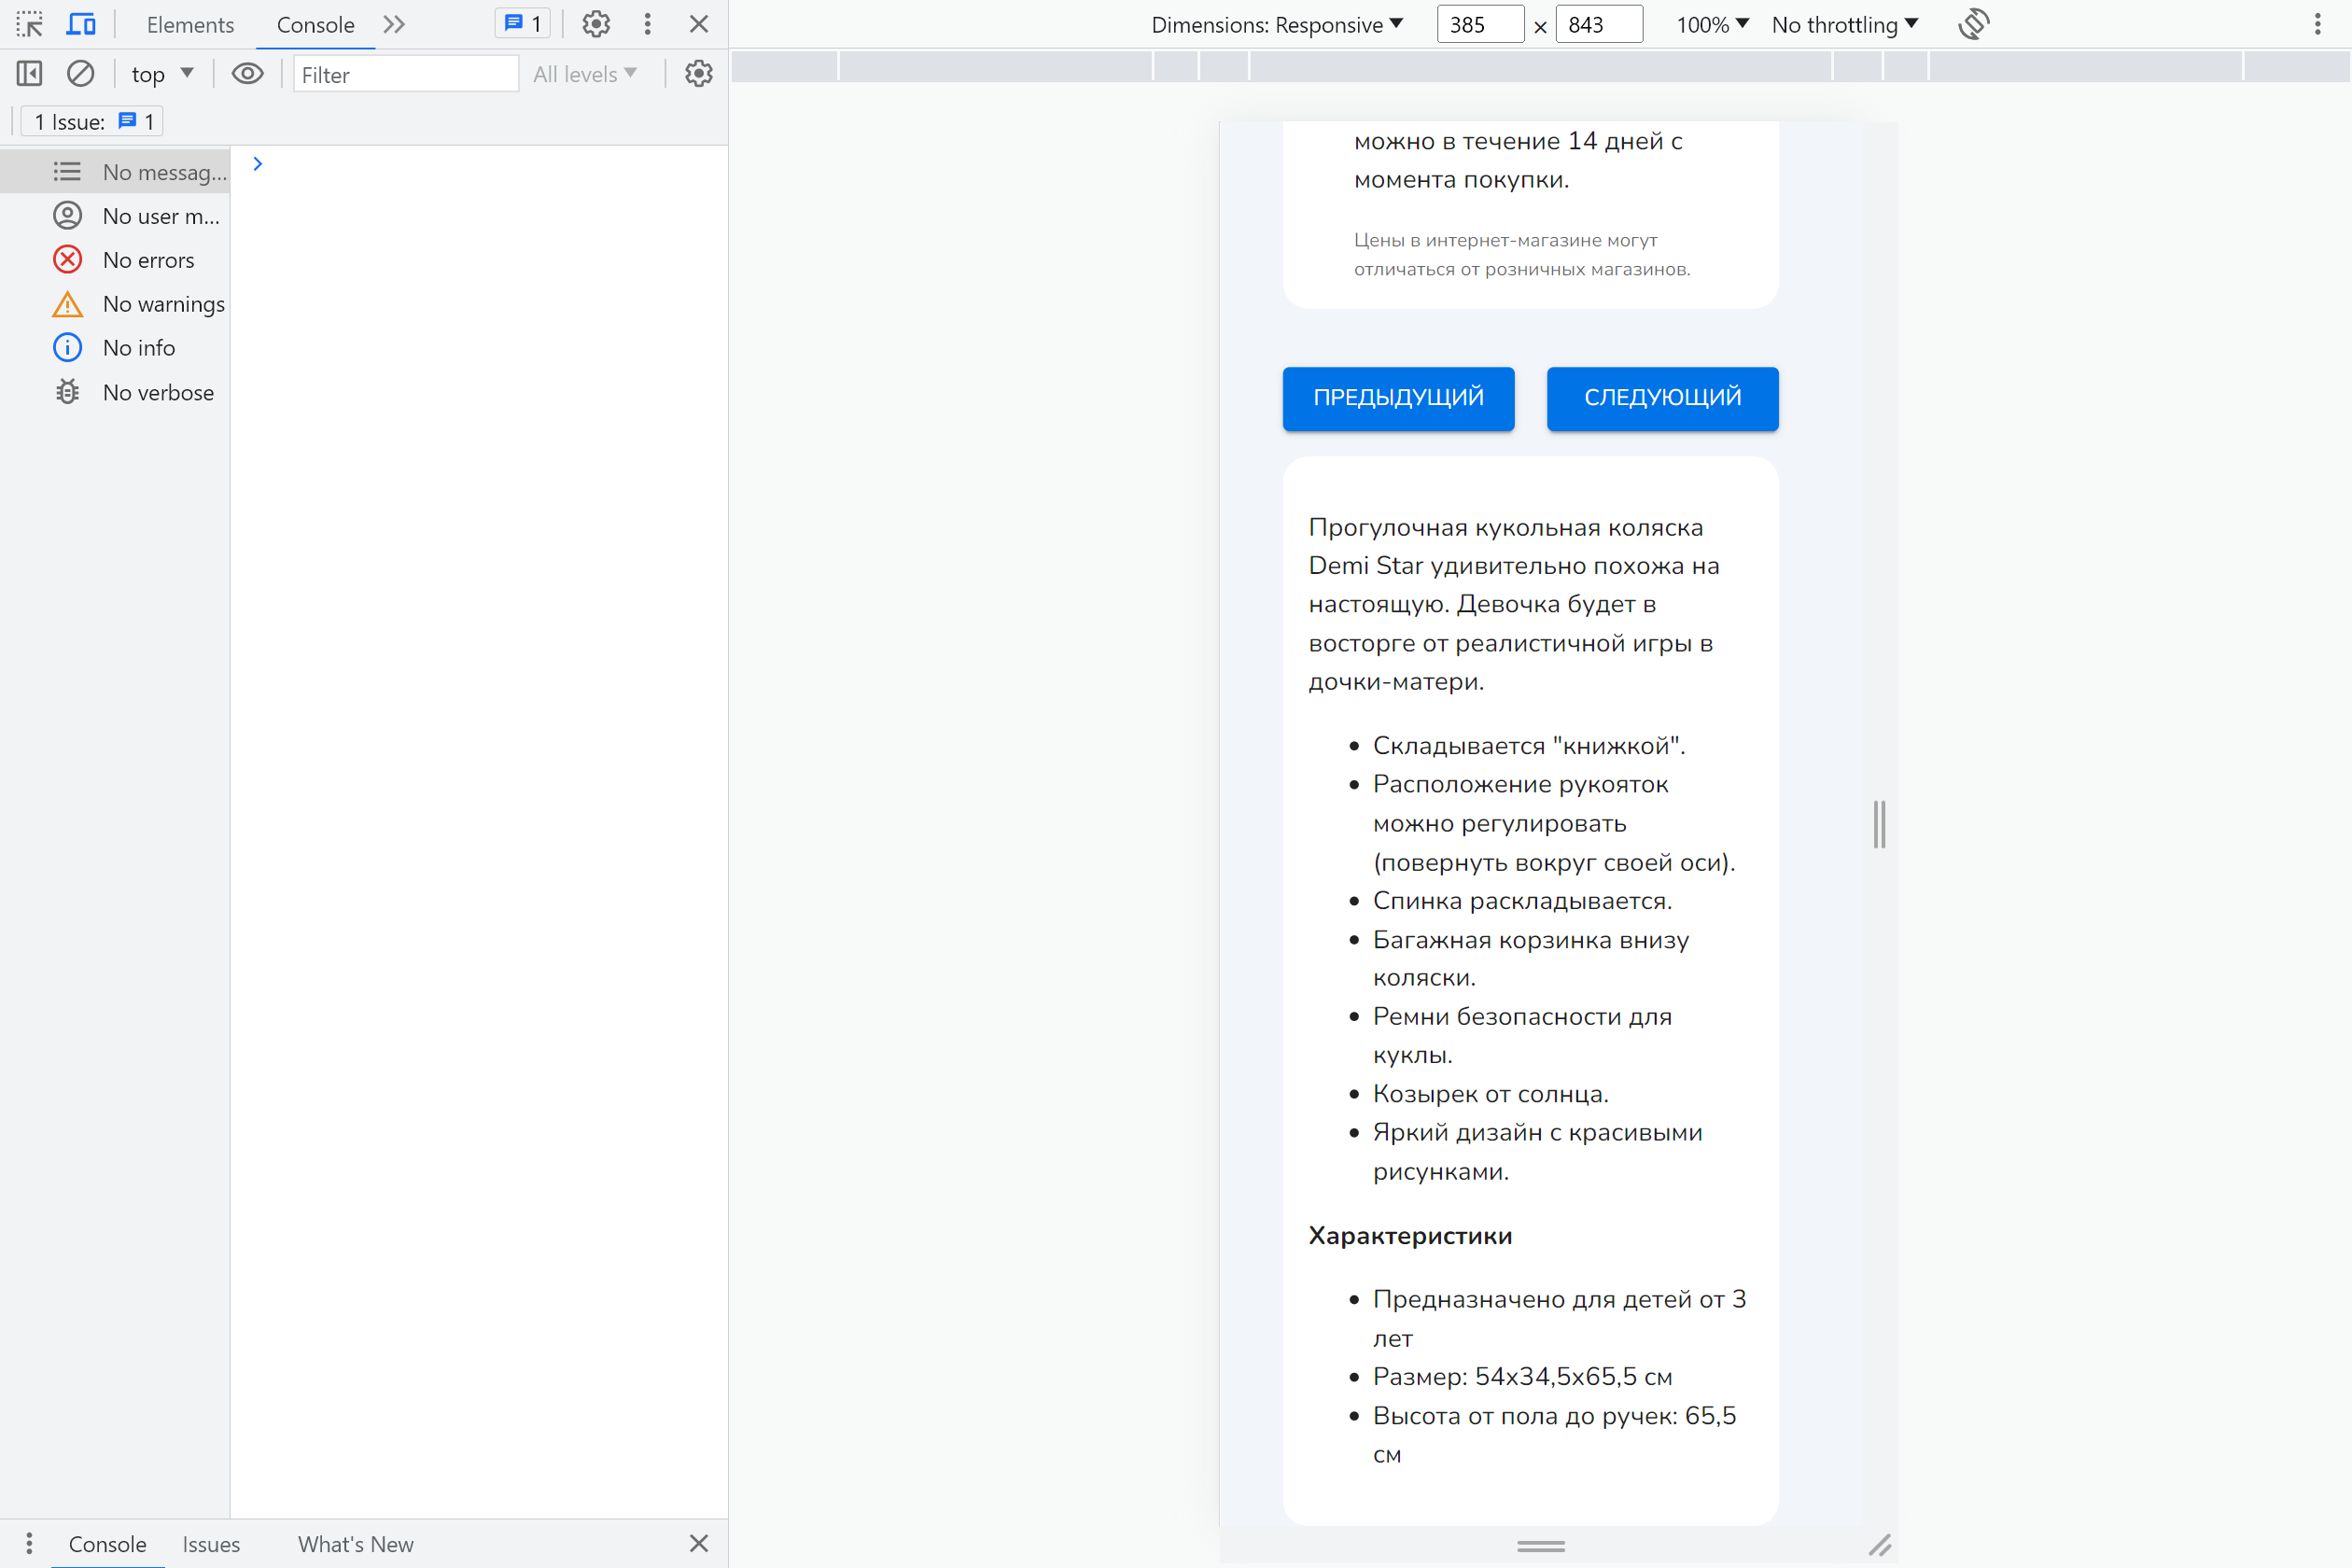 Elements
Console
1
Dimensions: Responsive
385 × 843
100%
No throttling
top
Filter
All levels
1 Issue: 1
No messag...
No user m...
No errors
No warnings
No info
No verbose
можно в течение 14 дней с
момента покупки.
Цены в интернет-магазине могут
отличаться от розничных магазинов.
ПРЕДЫДУЩИЙ
СЛЕДУЮЩИЙ
Прогулочная кукольная коляска
Demi Star удивительно похожа на
настоящую. Девочка будет в
восторге от реалистичной игры в
дочки-матери.
• Складывается "книжкой".
• Расположение рукояток
можно регулировать
(повернуть вокруг своей оси).
• Спинка раскладывается.
• Багажная корзинка внизу
коляски.
• Ремни безопасности для
куклы.
• Козырек от солнца.
• Яркий дизайн с красивыми
рисунками.
Характеристики
• Предназначено для детей от 3
лет
• Размер: 54х34,5х65,5 см
• Высота от пола до ручек: 65,5
см
Console
Issues
What's New